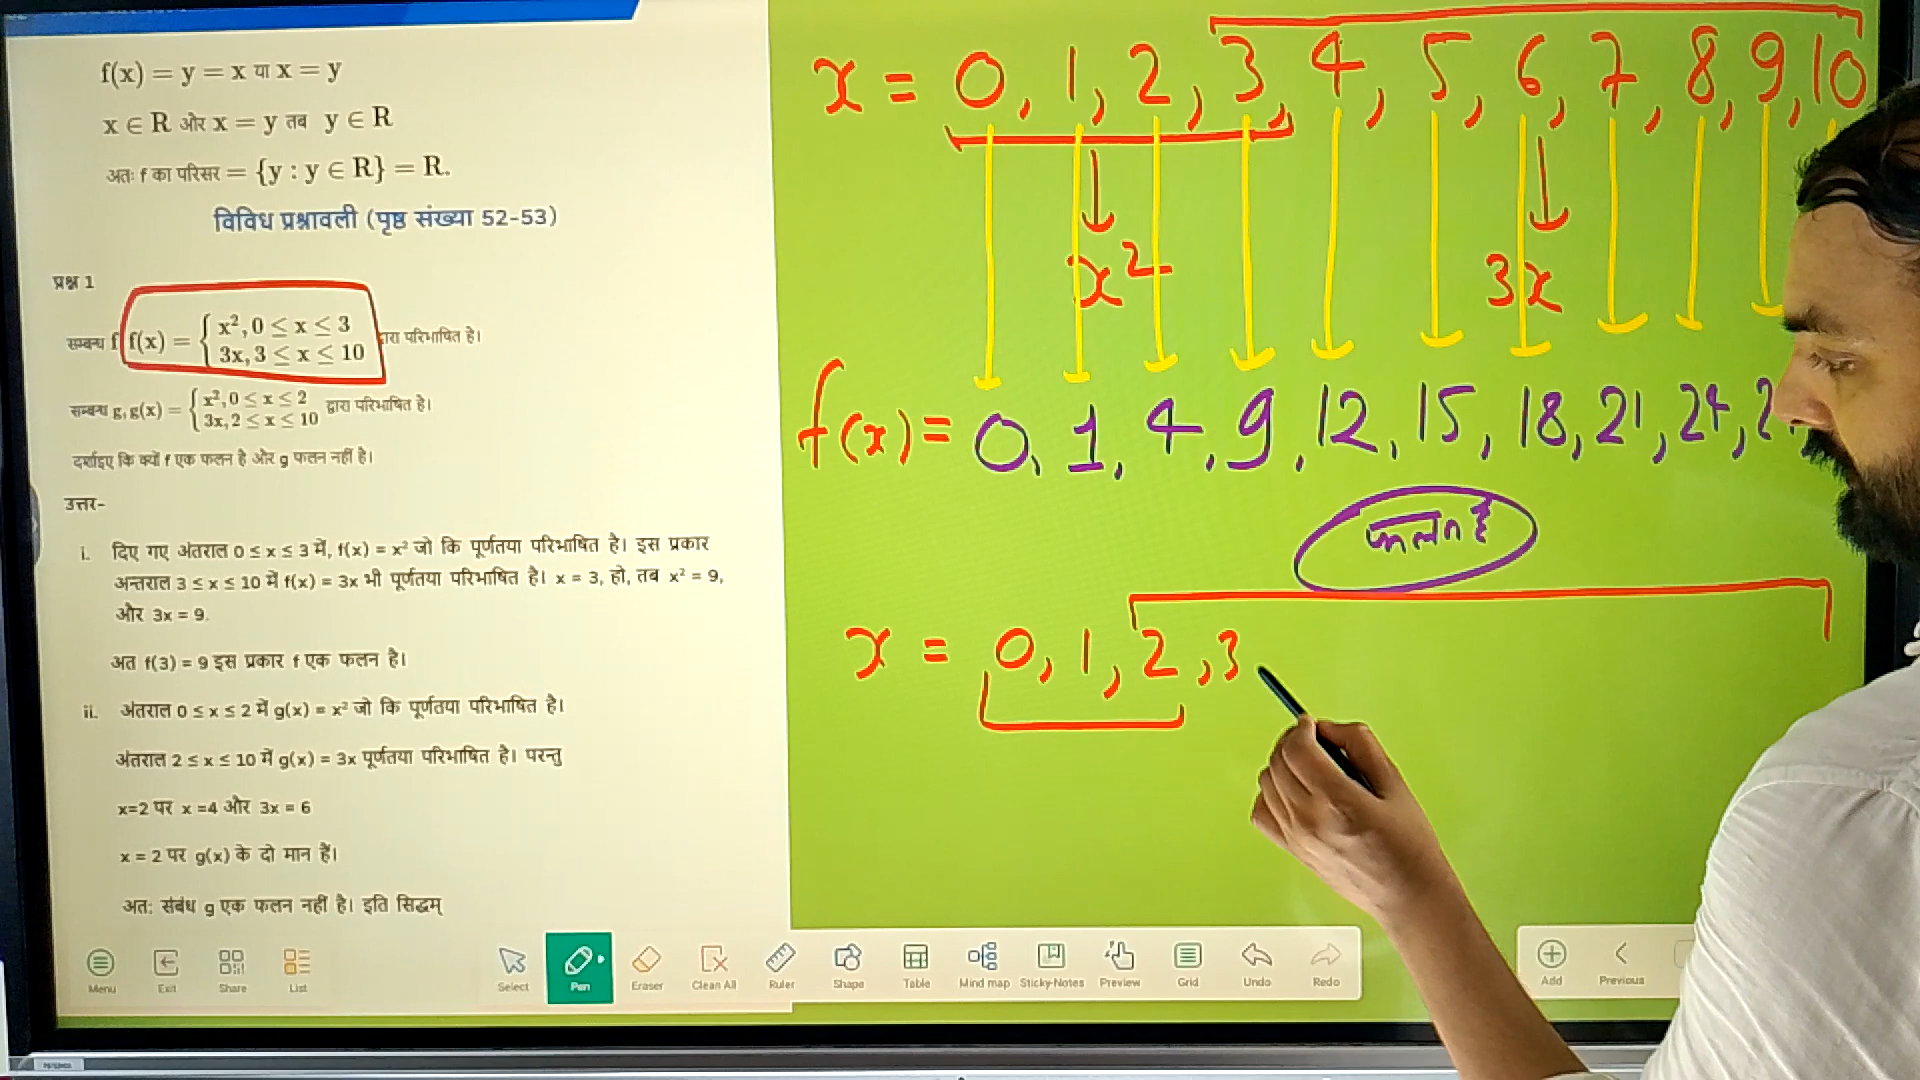 f(x) = y = x या x = y
x ∈ R और x = y तब y ∈ R
अतः f का परिसर = {y : y ∈ R} = R.
विविध प्रश्नावली (पृष्ठ संख्या 52-53)
प्रश्न 1
सम्बन्ध f f(x) = { x², 0 ≤ x ≤ 3
3x, 3 ≤ x ≤ 10 द्वारा परिभाषित है।
सम्बन्ध g, g(x) = { x², 0 ≤ x ≤ 2
3x, 2 ≤ x ≤ 10 द्वारा परिभाषित है।
दर्शाइए कि क्यों f एक फलन है और g फलन नहीं है।
उत्तर-
i. दिए गए अंतराल 0 ≤ x ≤ 3 में, f(x) = x² जो कि पूर्णतया परिभाषित है। इस प्रकार
अन्तराल 3 ≤ x ≤ 10 में f(x) = 3x भी पूर्णतया परिभाषित है। x = 3, हो, तब x² = 9,
और 3x = 9.
अत f(3) = 9 इस प्रकार f एक फलन है।
ii. अंतराल 0 ≤ x ≤ 2 में g(x) = x² जो कि पूर्णतया परिभाषित है।
अंतराल 2 ≤ x ≤ 10 में g(x) = 3x पूर्णतया परिभाषित है। परन्तु
x=2 पर x =4 और 3x = 6
x = 2 पर g(x) के दो मान हैं।
अत: संबंध g एक फलन नहीं है। इति सिद्धम्
x = 0, 1, 2, 3, 4, 5, 6, 7, 8, 9, 10
x² 3x
f(x) = 0, 1, 4, 9, 12, 15, 18, 21, 24,
फलन है
x = 0, 1, 2, 3
Menu Exit Share List Select Pen Eraser Clean All Ruler Shape Table Mind map Sticky-Notes Preview Grid Undo Redo Add Previous